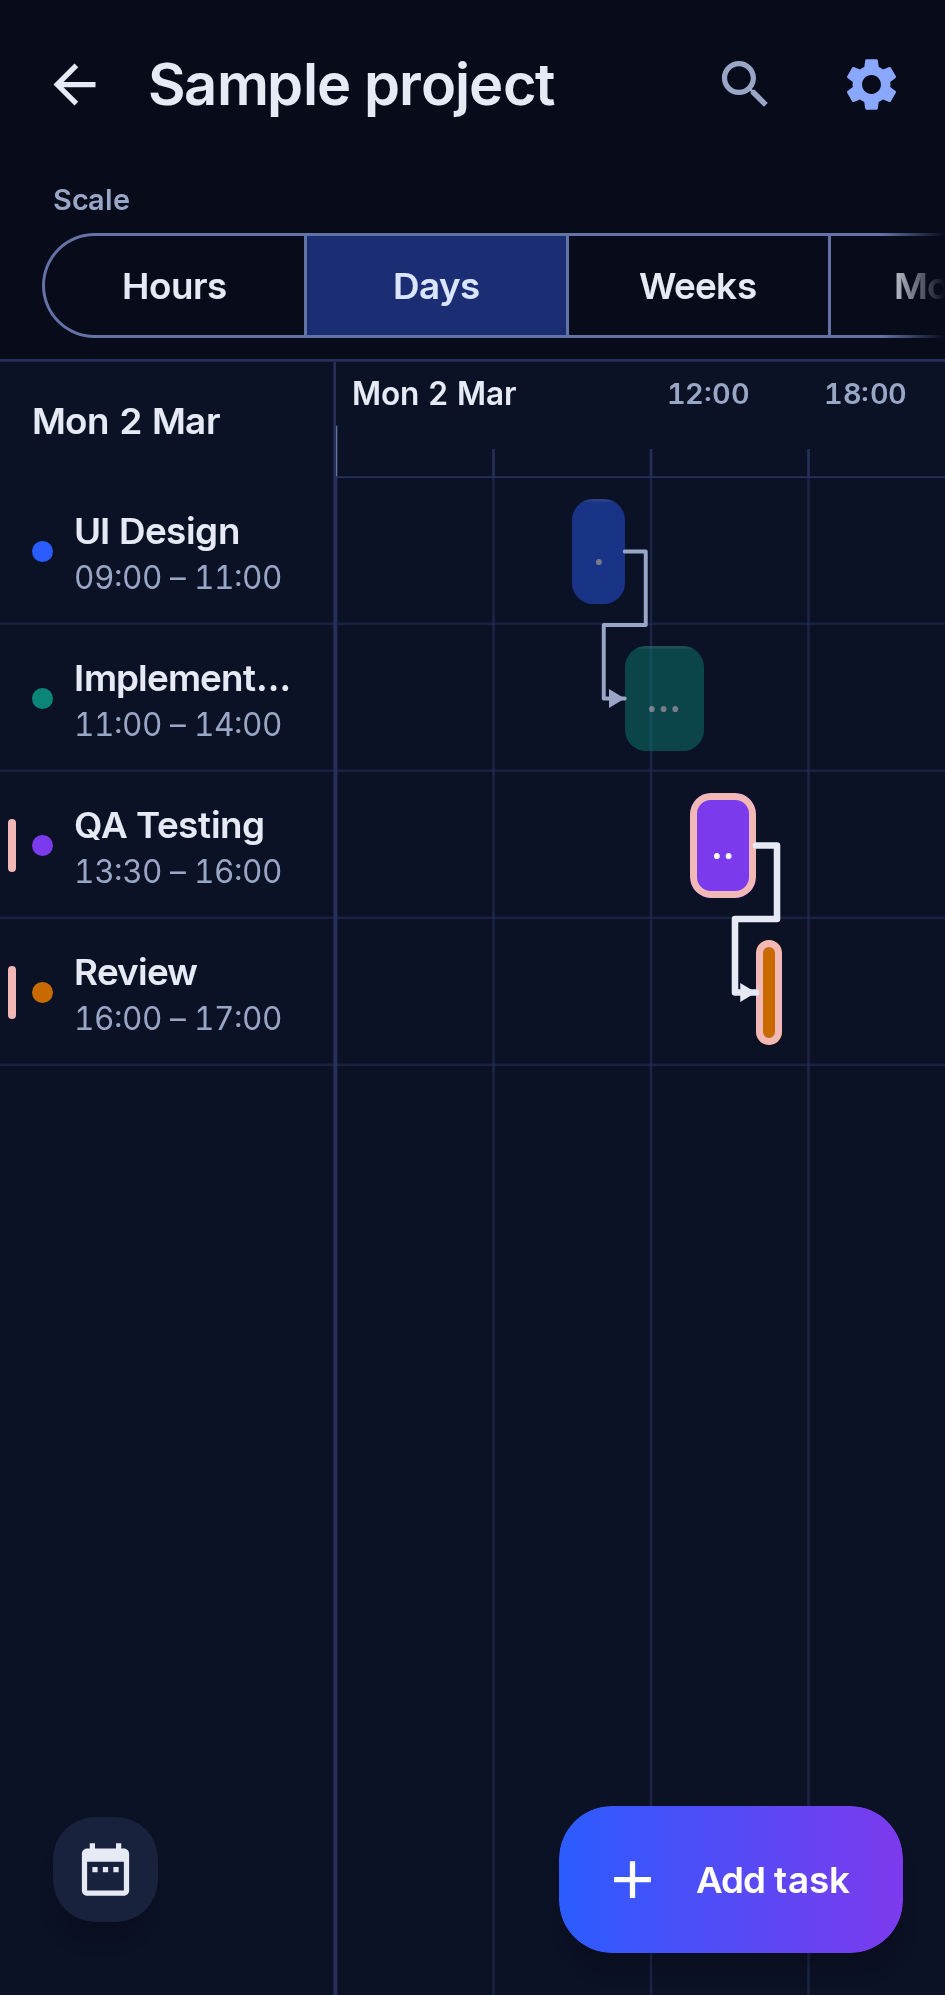 Sample project
Scale
Hours
Days
Weeks
Mon 2 Mar
Mon 2 Mar
12:00
18:00
UI Design
09:00 – 11:00
Implement...
11:00 – 14:00
QA Testing
13:30 – 16:00
Review
16:00 – 17:00
Add task